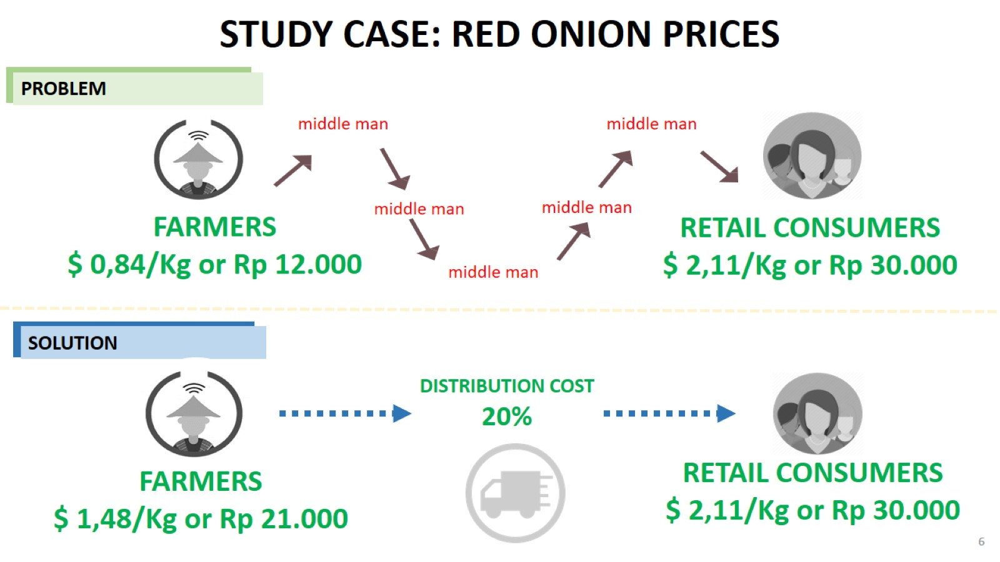 STUDY CASE: RED ONION PRICES
PROBLEM
middle man
middle man
middle man
middle man
middle man
FARMERS
$ 0,84/Kg or Rp 12.000
RETAIL CONSUMERS
$ 2,11/Kg or Rp 30.000
SOLUTION
DISTRIBUTION COST
20%
FARMERS
$ 1,48/Kg or Rp 21.000
RETAIL CONSUMERS
$ 2,11/Kg or Rp 30.000
6